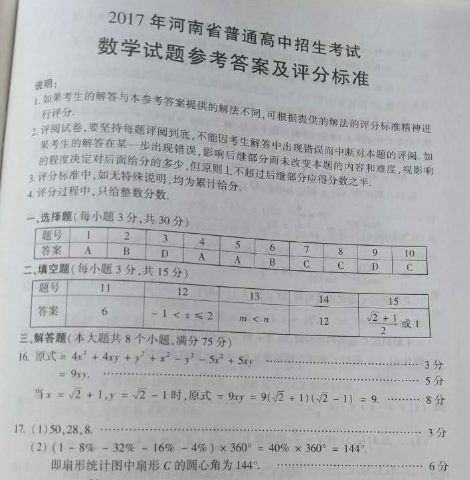 2017年河南省普通高中招生考试
数学试题参考答案及评分标准
说明:
1.如果考生的解答与本参考答案提供的解法不同,可根据提供的解法的评分标准精神进
行评分.
2.评阅试卷,要坚持每题评阅到底,不能因考生解答中出现错误而中断对本题的评阅.如
果考生的解答在某一步出现错误,影响后继部分而未改变本题的内容和难度,视影响
的程度决定对后面给分的多少,但原则上不超过后继部分应得分数之半.
3.评分标准中,如无特殊说明,均为累计给分.
4.评分过程中,只给整数分数.
一、选择题(每小题3分,共30分)
题号 1 2 3 4 5 6 7 8 9 10
答案 A B D A A B C C D C
二、填空题(每小题3分,共15分)
题号 11 12 13 14 15
答案 6 -1<x≤2 m<n 12 (√2+1)/2 或1
三、解答题(本大题共8个小题,满分75分)
16.原式=4x²+4xy+y²+x²-y²-5x²+5xy ……………… 3分
=9xy. ……………… 5分
当x=√2+1,y=√2-1时,原式=9xy=9(√2+1)(√2-1)=9. ……… 8分
17.(1)50,28,8. ……………… 3分
(2)(1-8%-32%-16%-4%)×360°=40%×360°=144°.
即扇形统计图中扇形C的圆心角为144°. ……………… 6分